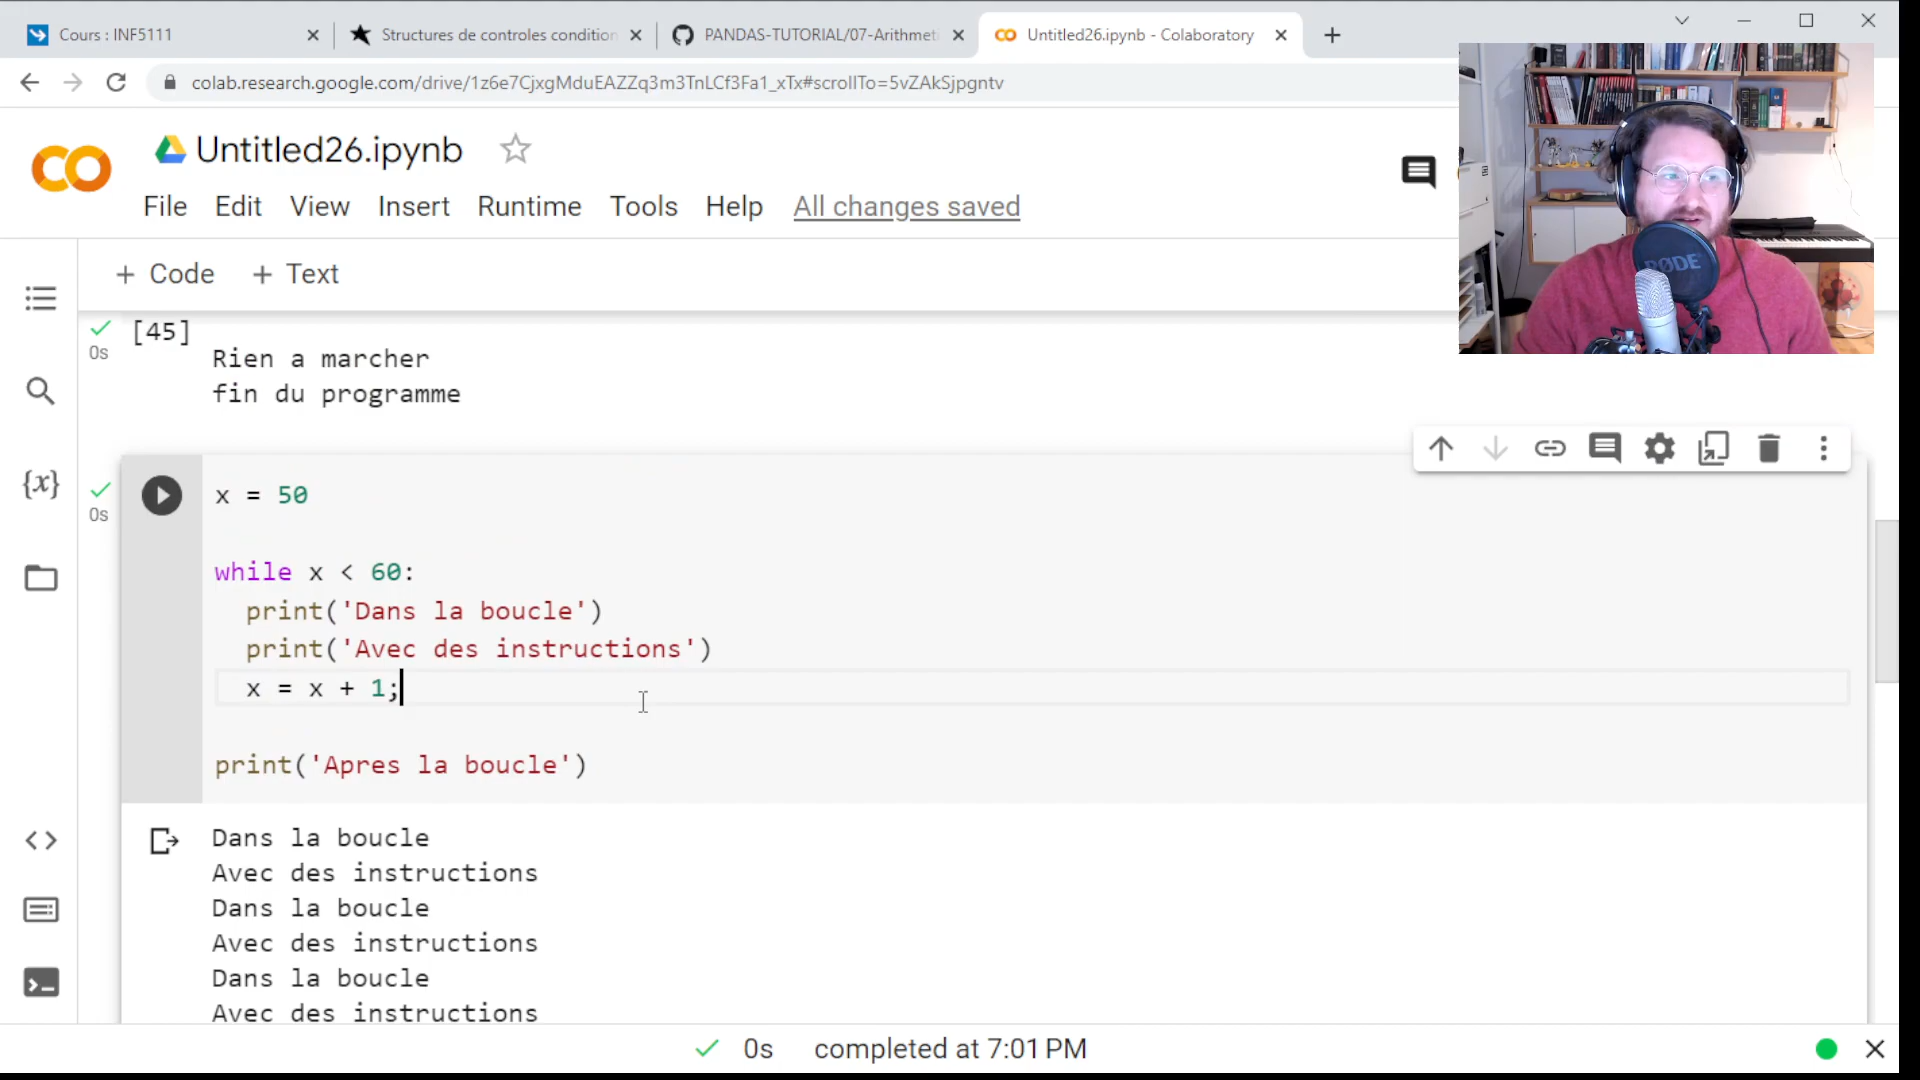 Cours : INF5111
Structures de controles condition
PANDAS-TUTORIAL/07-Arithmeti
Untitled26.ipynb - Colaboratory
colab.research.google.com/drive/1z6e7CjxgMduEAZZq3m3TnLCf3Fa1_xTx#scrollTo=5vZAkSjpgntv
Untitled26.ipynb
File Edit View Insert Runtime Tools Help All changes saved
+ Code + Text
[45]
0s
Rien a marcher
fin du programme
{x}
0s
x = 50
while x < 60:
print('Dans la boucle')
print('Avec des instructions')
x = x + 1;
print('Apres la boucle')
Dans la boucle
Avec des instructions
Dans la boucle
Avec des instructions
Dans la boucle
Avec des instructions
0s completed at 7:01 PM
RØDE